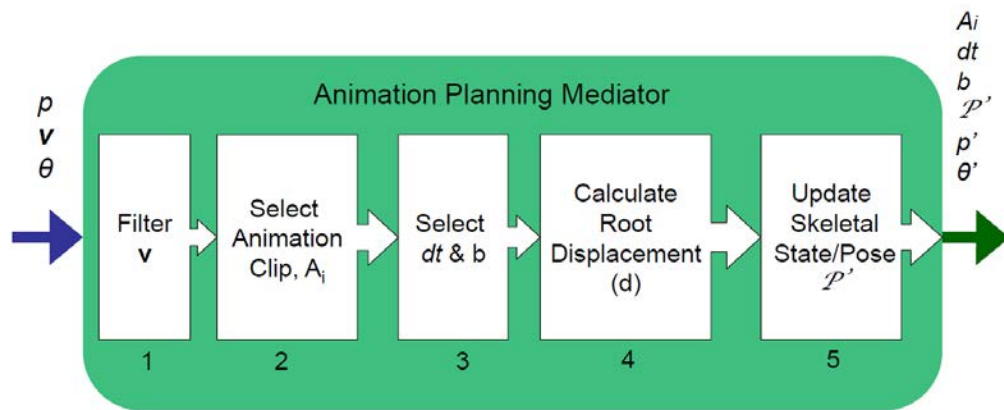 Animation Planning Mediator
p
v
θ
Filter
v
Select
Animation
Clip, Ai
Select
dt & b
Calculate
Root
Displacement
(d)
Update
Skeletal
State/Pose
𝒫'
1
2
3
4
5
Ai
dt
b
𝒫'
p'
θ'